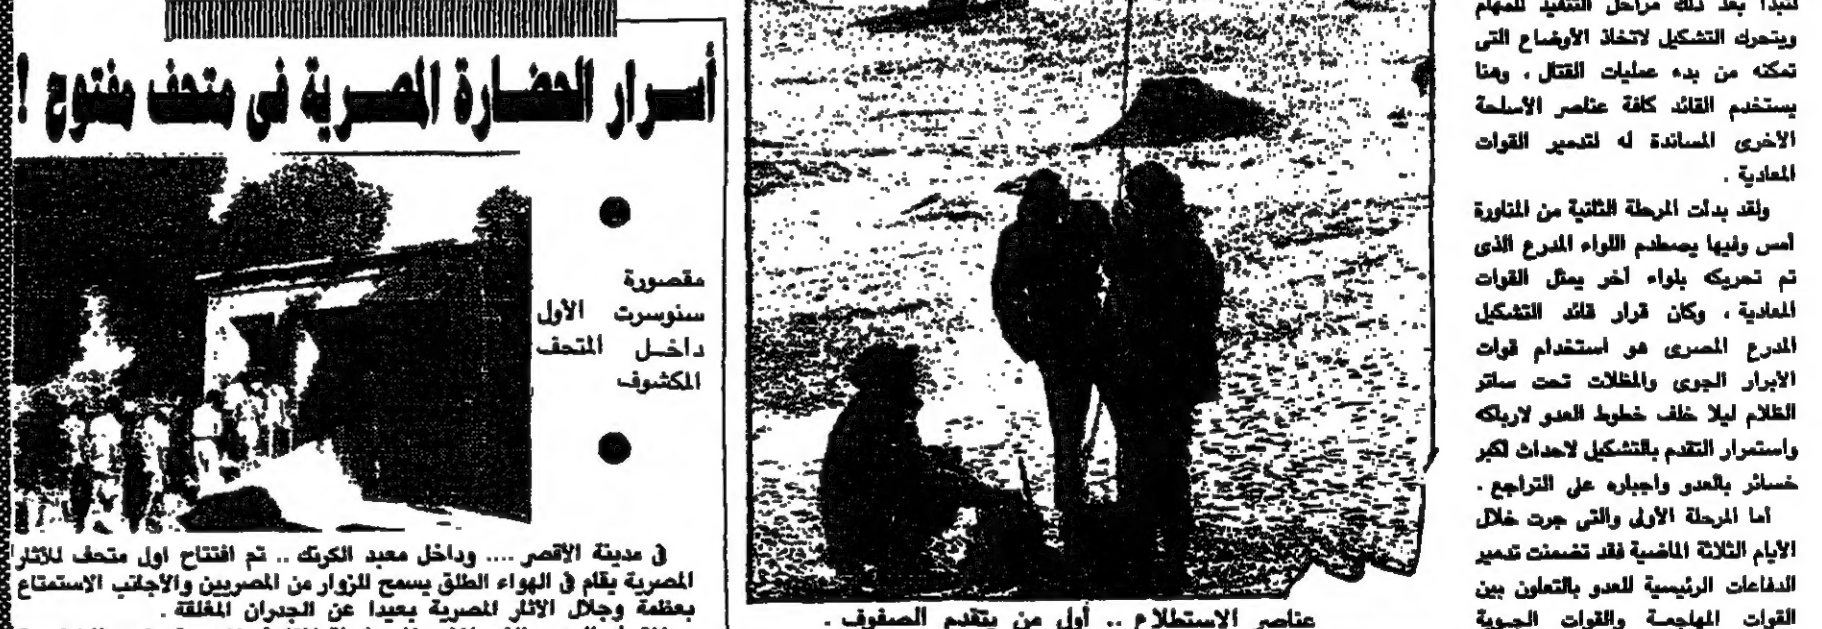 لتبدأ بعد ذلك مراحل التنفيذ للمهام
ويتحرك التشكيل لاتخاذ الأوضاع التى
تمكنه من بدء عمليات القتال ، وهنا
يستخدم القائد كافة عناصر الأسلحة
الأخرى المساندة له لتدمير القوات
المعادية .
ولقد بدأت المرحلة الثانية من المناورة
أمس وفيها يصطدم اللواء المدرع الذى
تم تحريكه بلواء أخر يمثل القوات
المعادية ، وكان قرار قائد التشكيل
المدرع المصرى هو استخدام قوات
الابرار الجوى والمظلات تحت ساتر
الظلام ليلا خلف خطوط العدو لارباكه
واستمرار التقدم بالتشكيل لاحداث اكبر
خسائر بالعدو واجباره على التراجع .
أما المرحلة الأولى والتى جرت خلال
الأيام الثلاثة الماضية فقد تضمنت تدمير
الدفاعات الرئيسية للعدو بالتعاون بين
القوات المهاجمة والقوات الجوية
عناصر الاستطلاع .. أول من يتقدم الصفوف .
أسرار الحضارة المصرية فى متحف مفتوح !
مقصورة
سنوسرت الأول
داخل المتحف
المكشوف
فى مدينة الأقصر .... وداخل معبد الكرنك .. تم افتتاح اول متحف للآثار
المصرية يقام فى الهواء الطلق يسمح للزوار من المصريين والأجانب الاستمتاع
بعظمة وجلال الاثار المصرية بعيدا عن الجدران المغلقة .